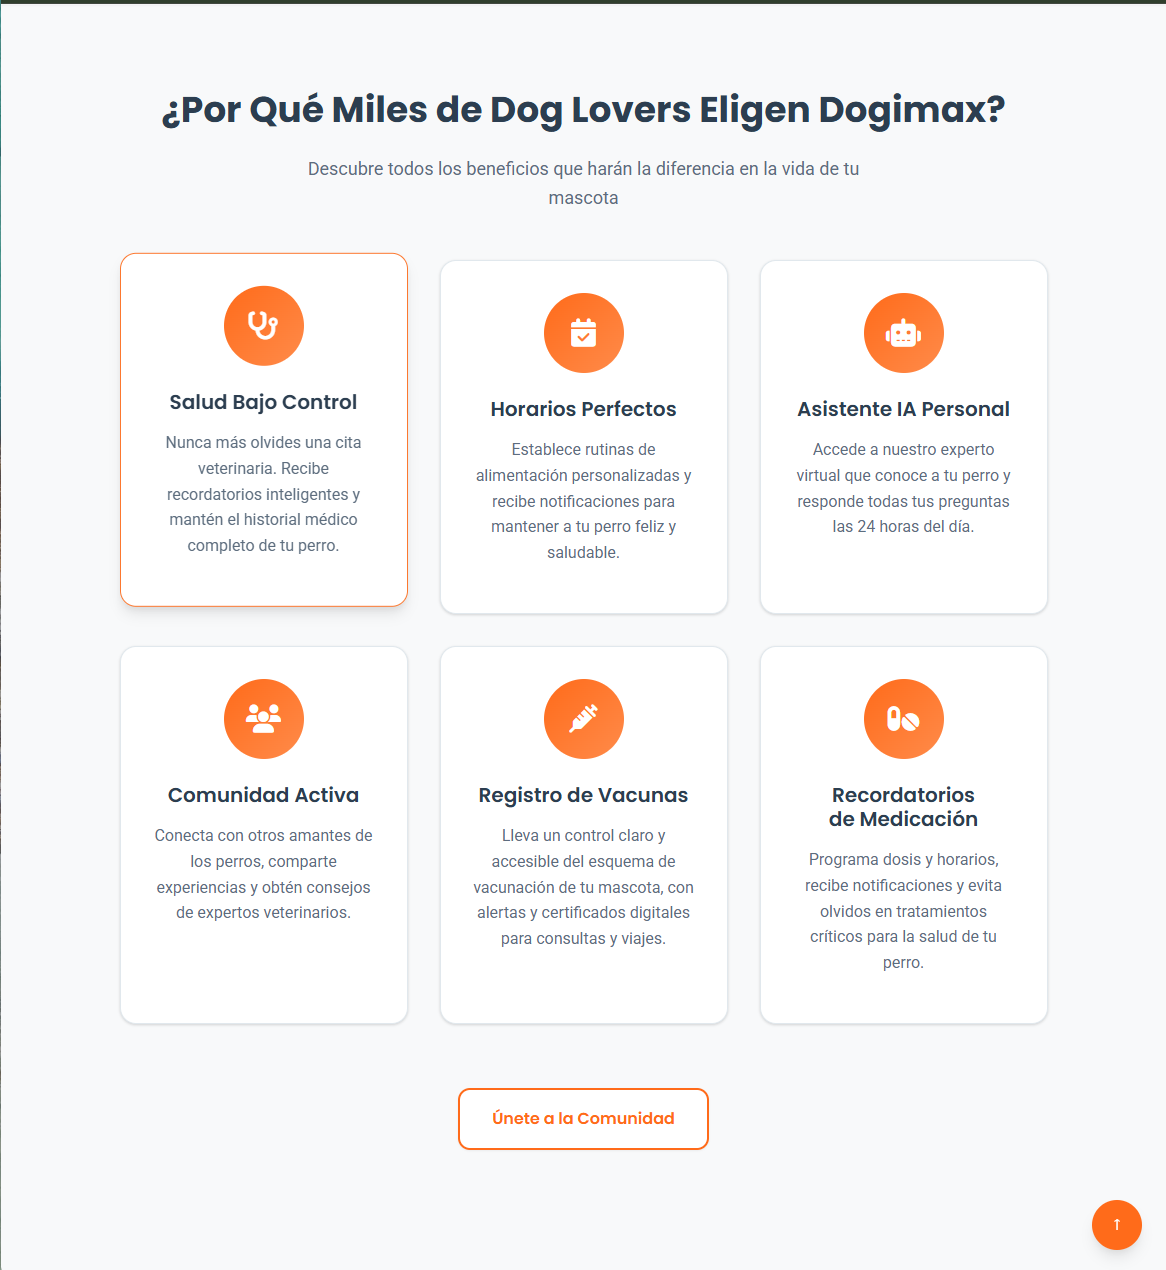 ¿Por Qué Miles de Dog Lovers Eligen Dogimax?
Descubre todos los beneficios que harán la diferencia en la vida de tu
mascota
Salud Bajo Control
Nunca más olvides una cita
veterinaria. Recibe
recordatorios inteligentes y
mantén el historial médico
completo de tu perro.
Horarios Perfectos
Establece rutinas de
alimentación personalizadas y
recibe notificaciones para
mantener a tu perro feliz y
saludable.
Asistente IA Personal
Accede a nuestro experto
virtual que conoce a tu perro y
responde todas tus preguntas
las 24 horas del día.
Comunidad Activa
Conecta con otros amantes de
los perros, comparte
experiencias y obtén consejos
de expertos veterinarios.
Registro de Vacunas
Lleva un control claro y
accesible del esquema de
vacunación de tu mascota, con
alertas y certificados digitales
para consultas y viajes.
Recordatorios
de Medicación
Programa dosis y horarios,
recibe notificaciones y evita
olvidos en tratamientos
críticos para la salud de tu
perro.
Únete a la Comunidad
↑